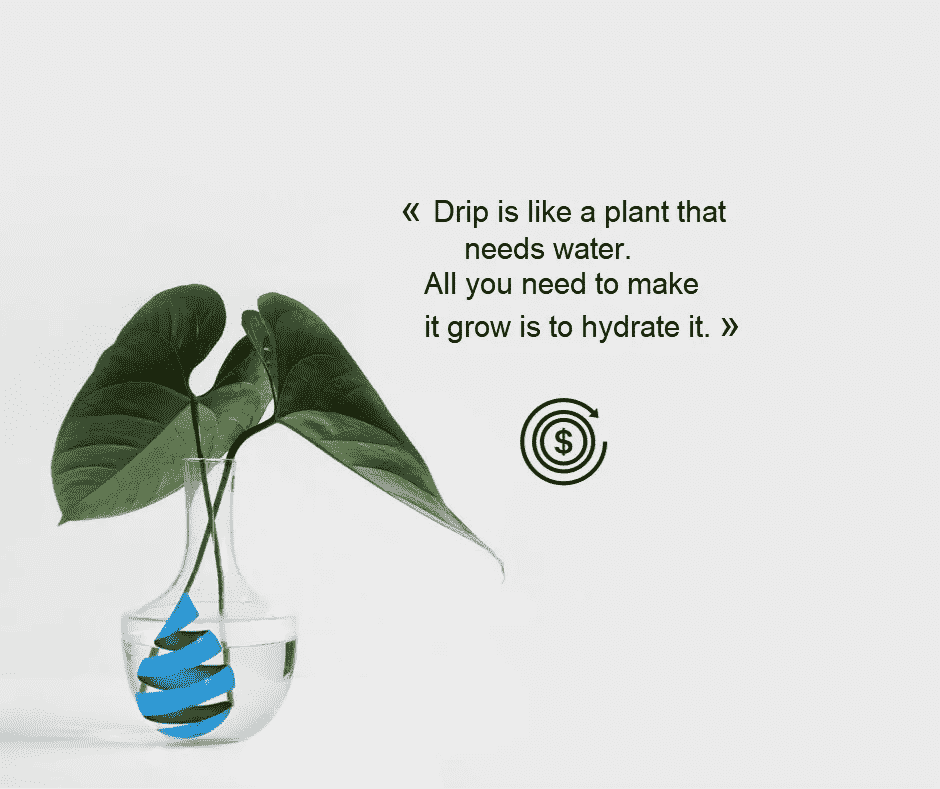 « Drip is like a plant that
needs water.
All you need to make
it grow is to hydrate it. »
$